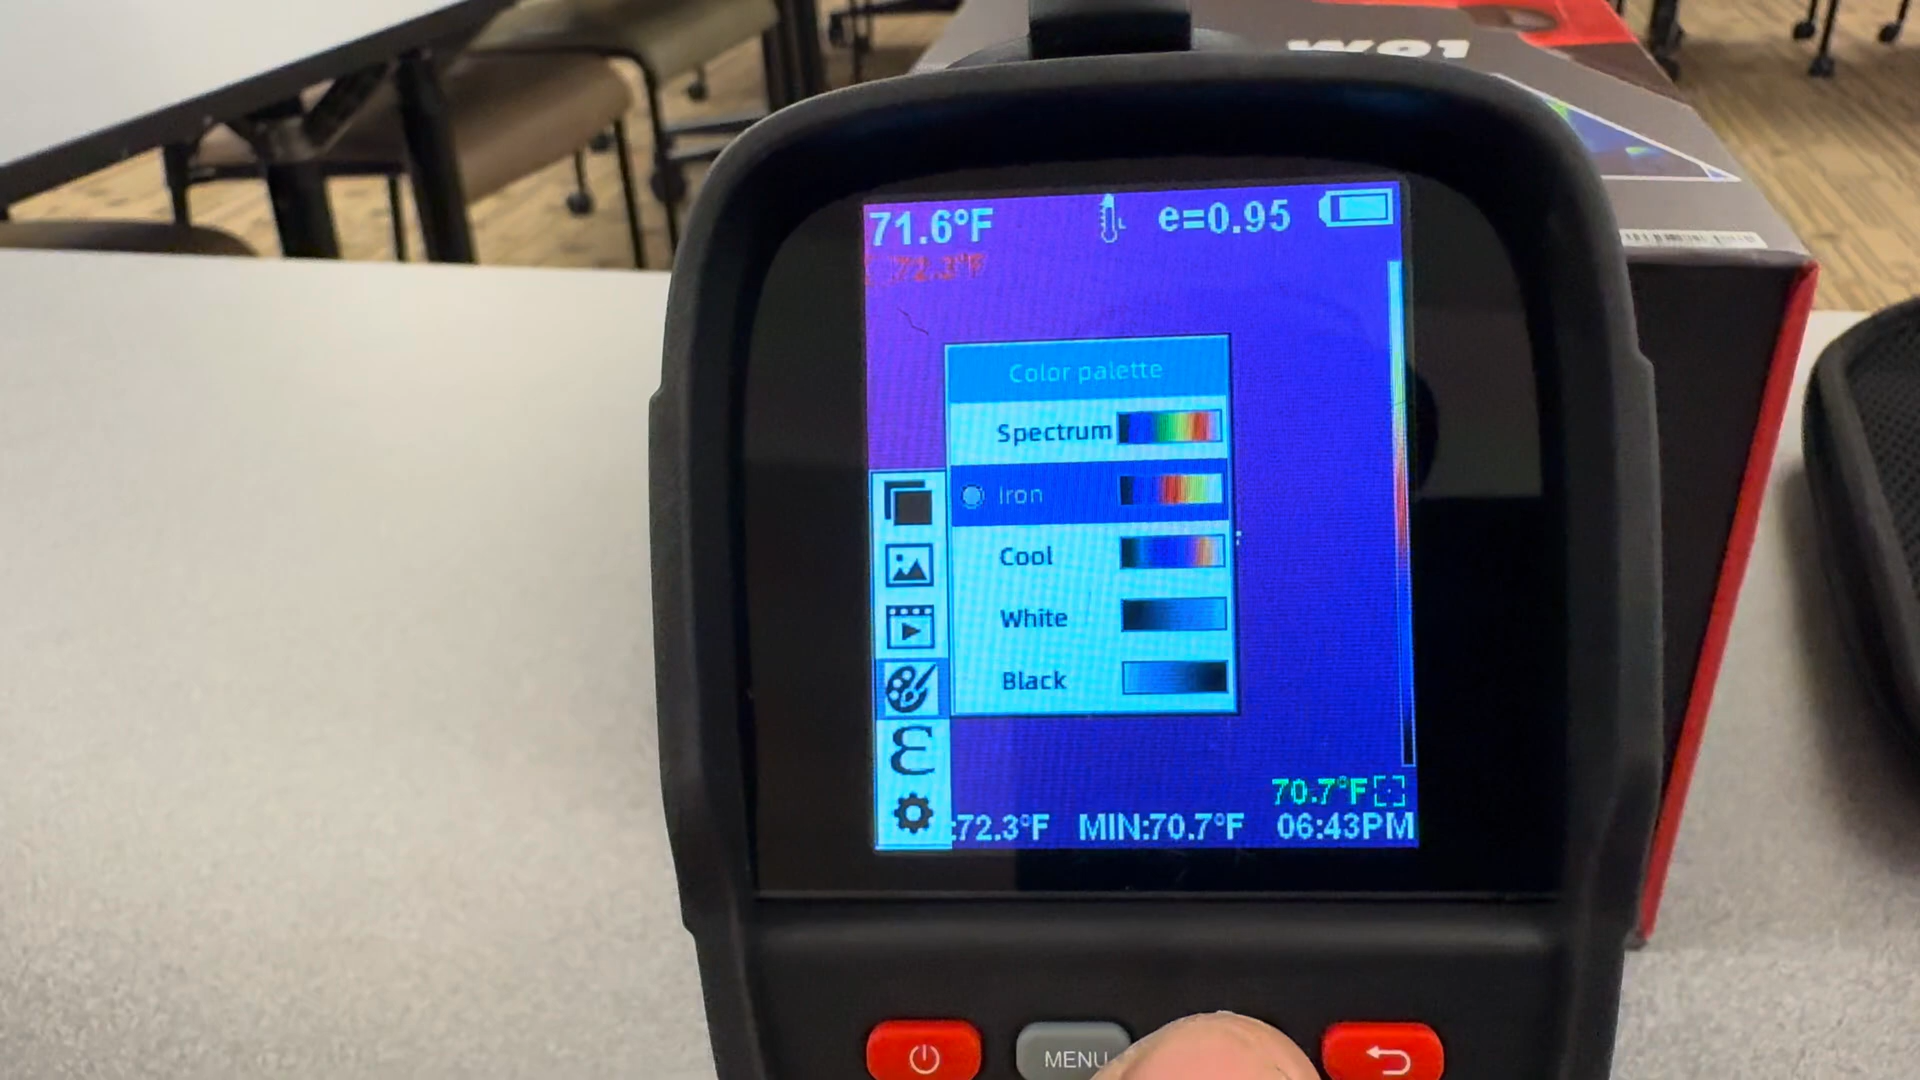 71.6°F L e=0.95
72.3°F
Color palette
Spectrum
Iron
Cool
White
Black
ε
70.7°F
:72.3°F MIN:70.7°F 06:43PM
MENU